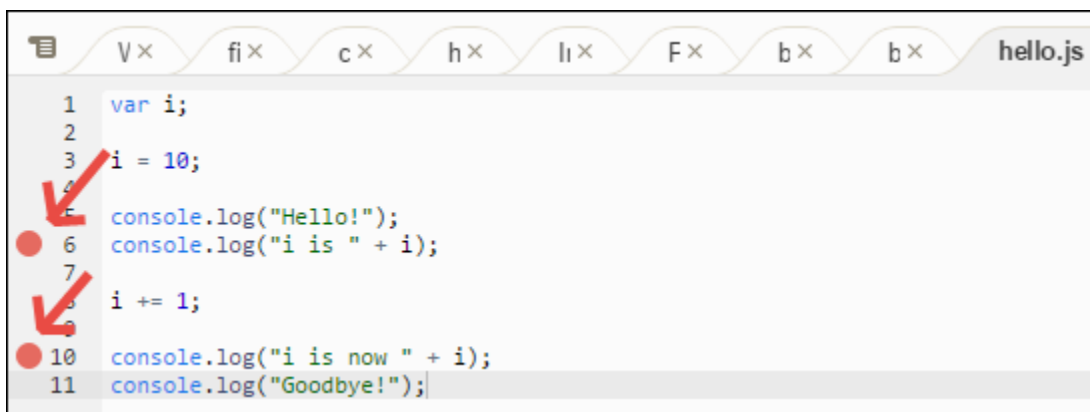 V × fi × c × h × F × b × b × hello.js
1 var i;
2
3 i = 10;
4
5 console.log("Hello!");
6 console.log("i is " + i);
7
8 i += 1;
9
10 console.log("i is now " + i);
11 console.log("Goodbye!");